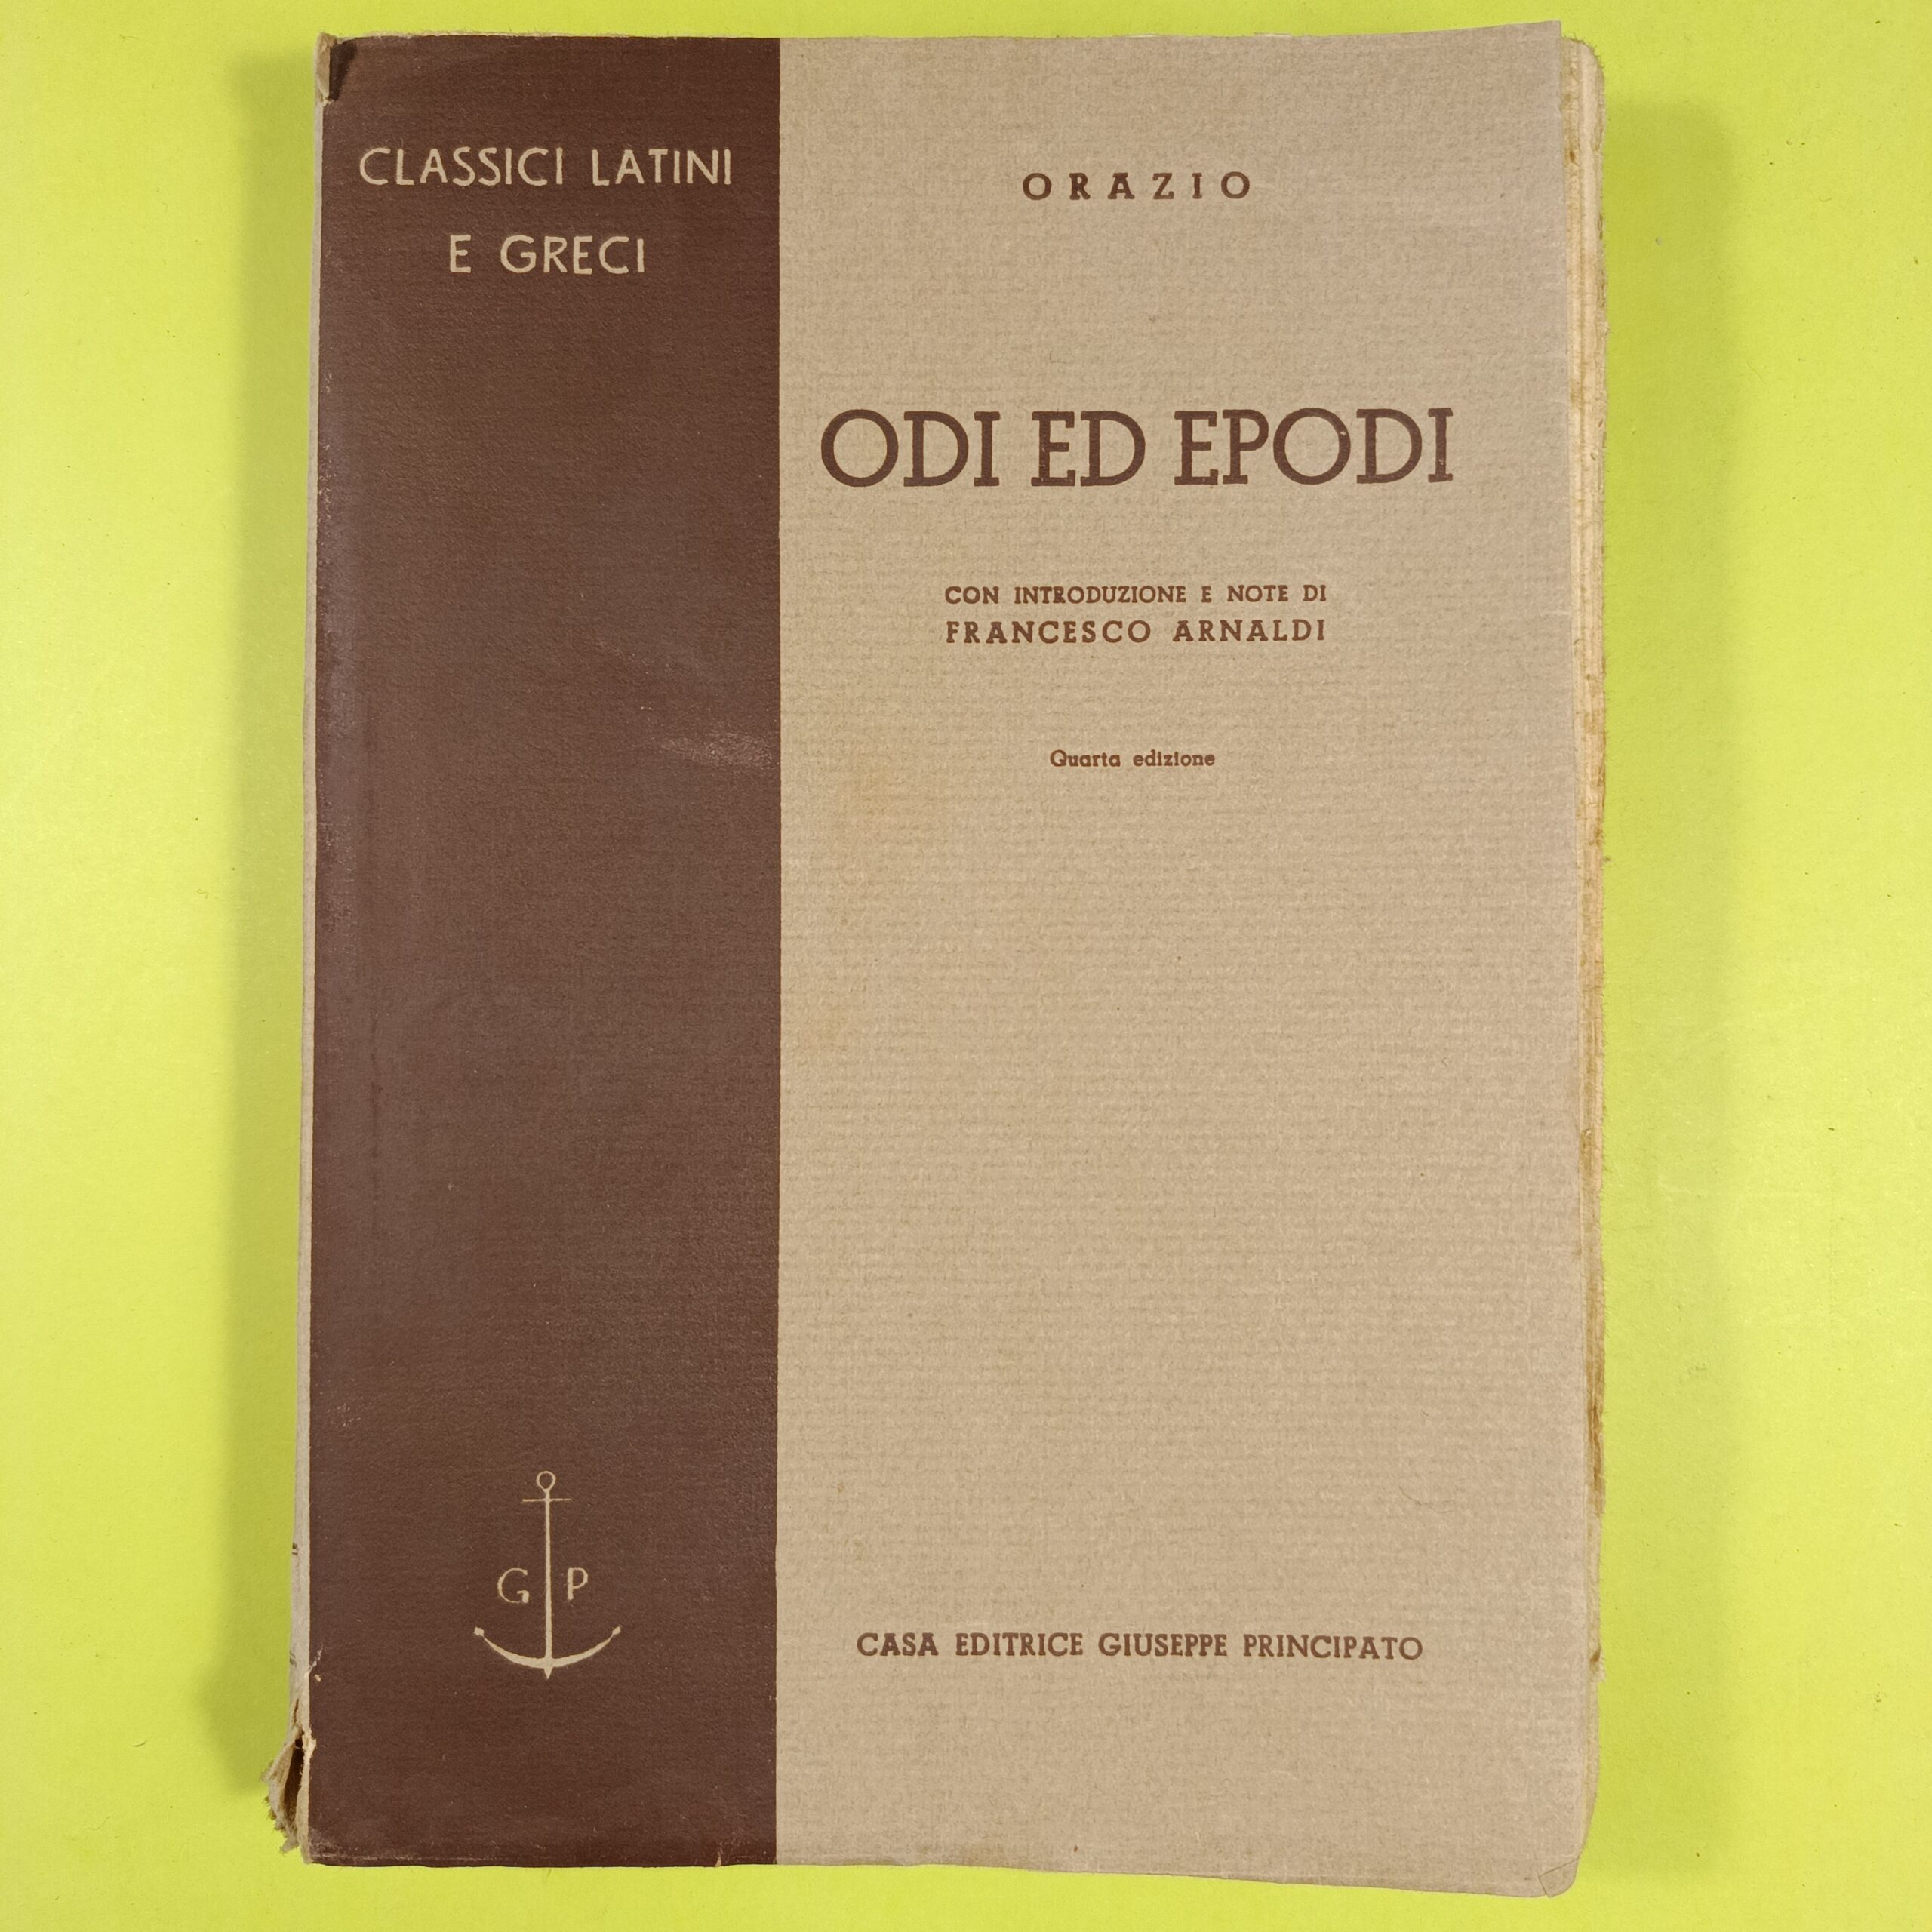 CLASSICI LATINI
E GRECI
ORAZIO
ODI ED EPODI
CON INTRODUZIONE E NOTE DI
FRANCESCO ARNALDI
Quarta edizione
G P
CASA EDITRICE GIUSEPPE PRINCIPATO